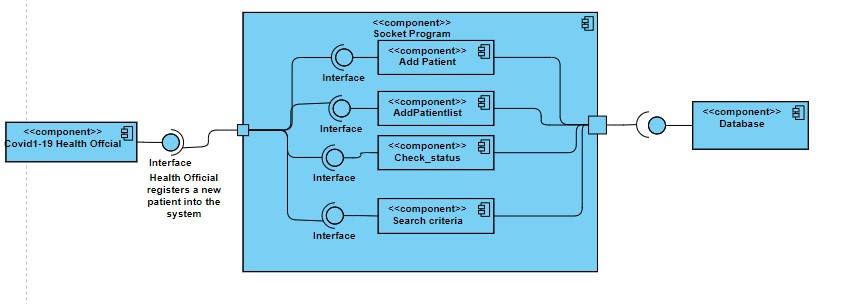 <<component>>
Socket Program
<<component>>
Add Patient
Interface
<<component>>
AddPatientlist
Interface
<<component>>
Check_status
Interface
<<component>>
Search criteria
Interface
<<component>>
Covid1-19 Health Offcial
Interface
Health Official
registers a new
patient into the
system
<<component>>
Database